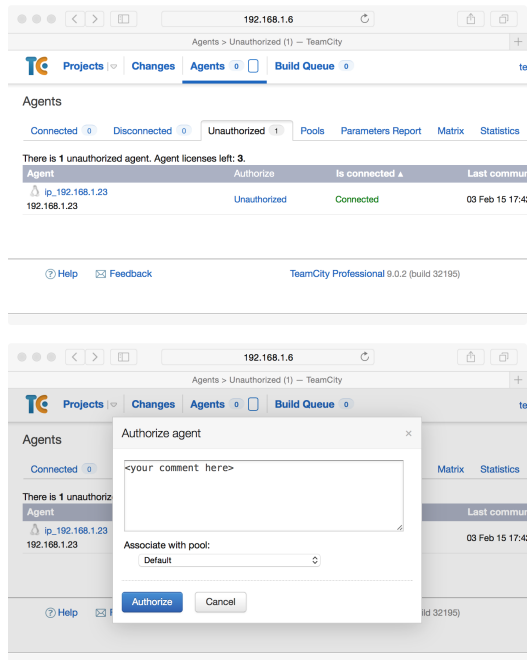 192.168.1.6
Agents > Unauthorized (1) — TeamCity
TC Projects Changes Agents 0 Build Queue 0 te
Agents
Connected 0 Disconnected 0 Unauthorized 1 Pools Parameters Report Matrix Statistics
There is 1 unauthorized agent. Agent licenses left: 3.
Agent Authorize Is connected Last commun
ip_192.168.1.23
Unauthorized Connected 03 Feb 15 17:42
192.168.1.23
? Help Feedback TeamCity Professional 9.0.2 (build 32195)
192.168.1.6
Agents > Unauthorized (1) — TeamCity
TC Projects Changes Agents 0 Build Queue 0 te
Agents
Connected 0 Matrix Statistics
There is 1 unauthorize
Agent Last commun
ip_192.168.1.23
192.168.1.23 03 Feb 15 17:42
? Help F ild 32195)
Authorize agent ×
<your comment here>
Associate with pool:
Default
Authorize Cancel